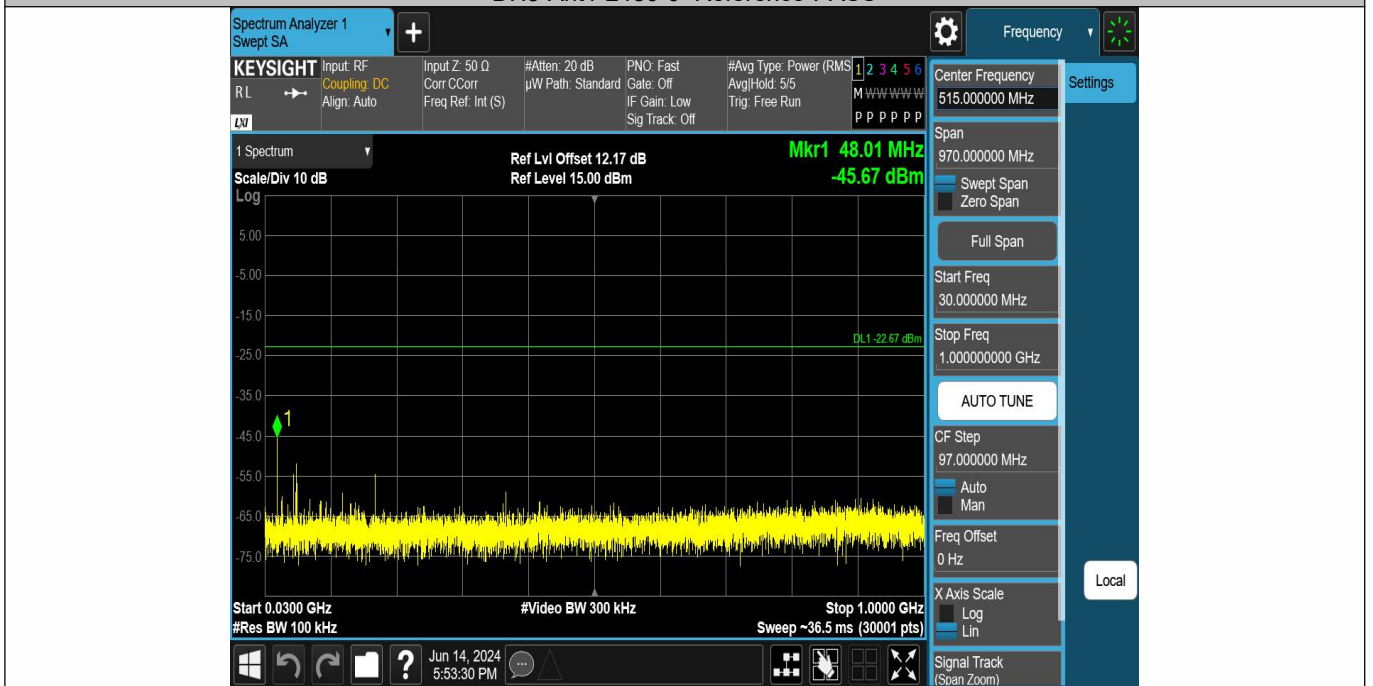 Spectrum Analyzer 1
Swept SA
+
Frequency
KEYSIGHT
RL
LXI
Input: RF
Coupling: DC
Align: Auto
Input Z: 50 Ω
Corr CCorr
Freq Ref: Int (S)
#Atten: 20 dB
µW Path: Standard
PNO: Fast
Gate: Off
IF Gain: Low
Sig Track: Off
#Avg Type: Power (RMS
Avg|Hold: 5/5
Trig: Free Run
1 2 3 4 5 6
M W W W W W
P P P P P P
Center Frequency
515.000000 MHz
Settings
1 Spectrum
Scale/Div 10 dB
Ref Lvl Offset 12.17 dB
Ref Level 15.00 dBm
Mkr1 48.01 MHz
-45.67 dBm
Log
5.00
-5.00
-15.0
DL1 -22.67 dBm
-25.0
-35.0
1
-45.0
-55.0
-65.0
-75.0
Start 0.0300 GHz
#Res BW 100 kHz
#Video BW 300 kHz
Stop 1.0000 GHz
Sweep ~36.5 ms (30001 pts)
Span
970.000000 MHz
Swept Span
Zero Span
Full Span
Start Freq
30.000000 MHz
Stop Freq
1.000000000 GHz
AUTO TUNE
CF Step
97.000000 MHz
Auto
Man
Freq Offset
0 Hz
X Axis Scale
Log
Lin
Local
Signal Track
(Span Zoom)
?
Jun 14, 2024
5:53:30 PM